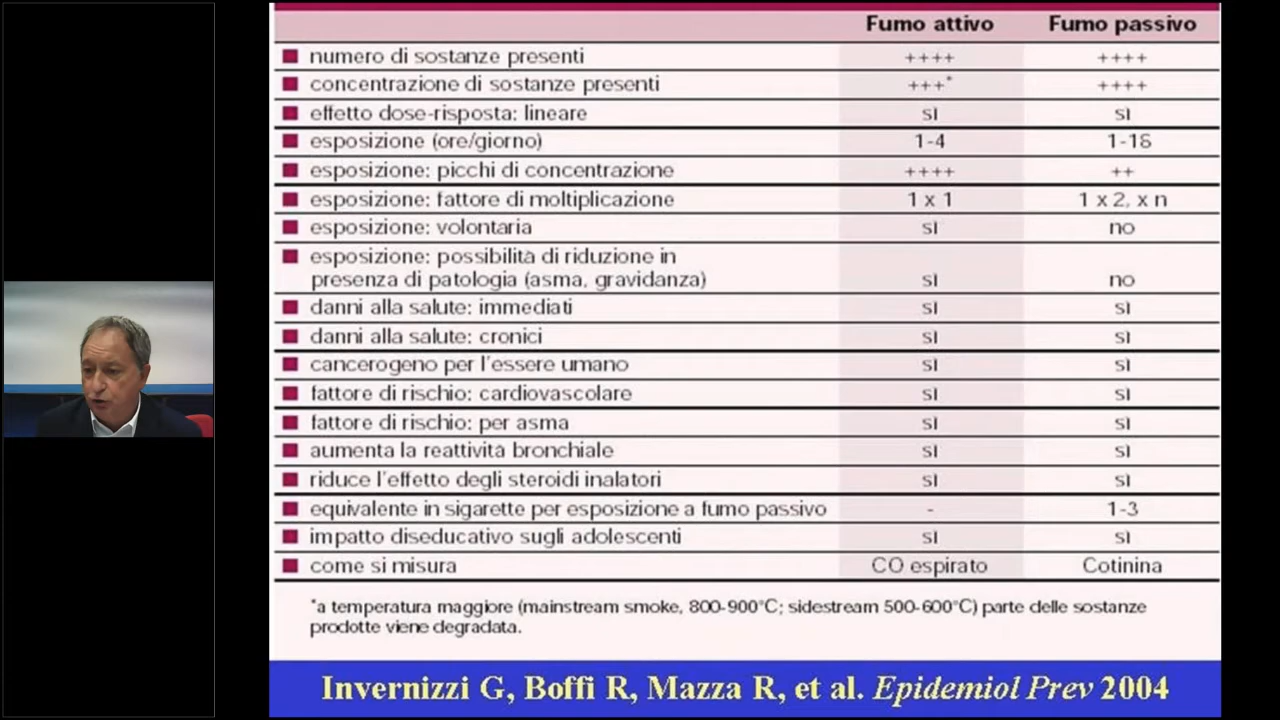 Fumo attivo Fumo passivo
numero di sostanze presenti ++++ ++++
concentrazione di sostanze presenti +++* ++++
effetto dose-risposta: lineare sì sì
esposizione (ore/giorno) 1-4 1-16
esposizione: picchi di concentrazione ++++ ++
esposizione: fattore di moltiplicazione 1 x 1 1 x 2, x n
esposizione: volontaria sì no
esposizione: possibilità di riduzione in
presenza di patologia (asma, gravidanza) sì no
danni alla salute: immediati sì sì
danni alla salute: cronici sì sì
cancerogeno per l'essere umano sì sì
fattore di rischio: cardiovascolare sì sì
fattore di rischio: per asma sì sì
aumenta la reattività bronchiale sì sì
riduce l'effetto degli steroidi inalatori sì sì
equivalente in sigarette per esposizione a fumo passivo - 1-3
impatto diseducativo sugli adolescenti sì sì
come si misura CO espirato Cotinina
*a temperatura maggiore (mainstream smoke, 800-900°C; sidestream 500-600°C) parte delle sostanze
prodotte viene degradata.
Invernizzi G, Boffi R, Mazza R, et al. Epidemiol Prev 2004